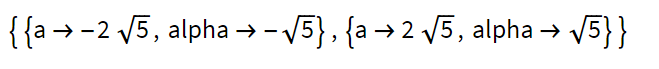 {{a → −2 √5, alpha → −√5}, {a → 2 √5, alpha → √5}}